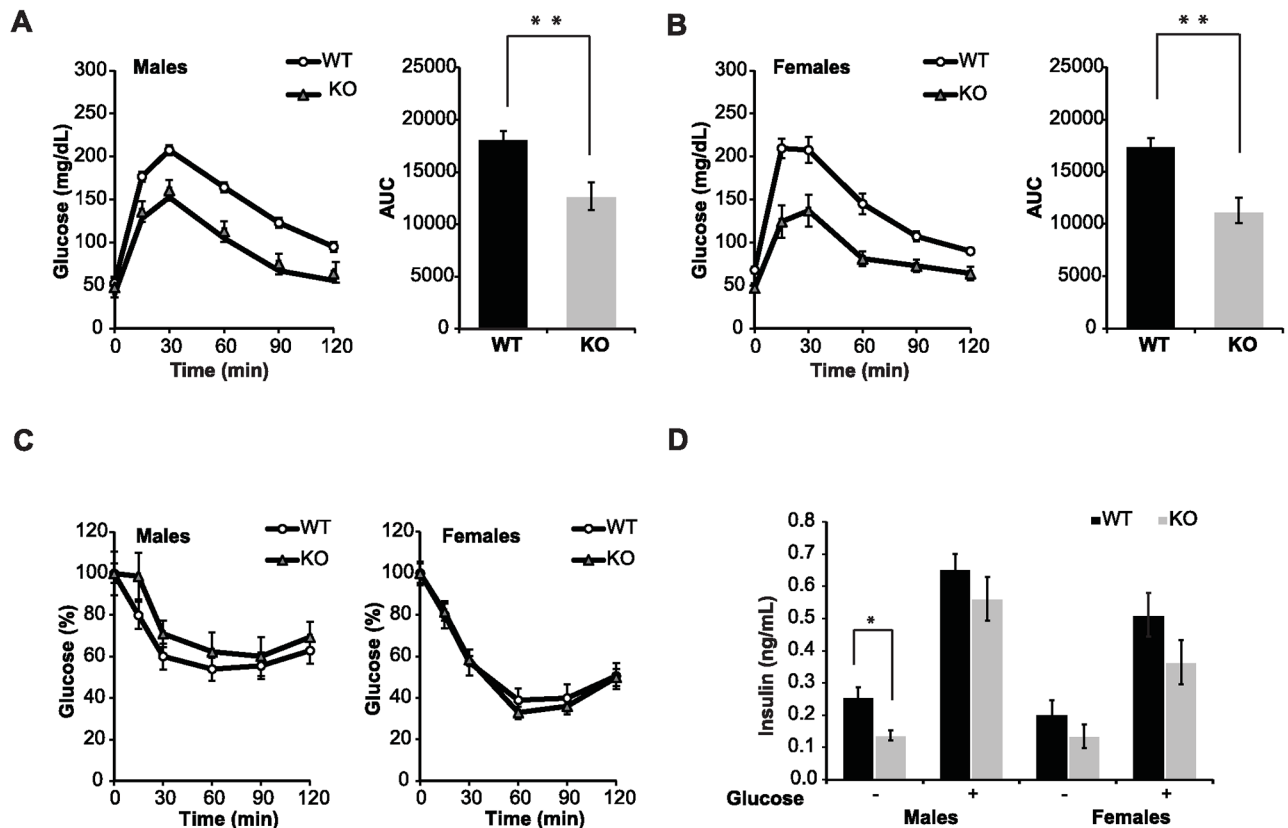 A
Males
WT
KO
Glucose (mg/dL)
300
250
200
150
100
50
0
0 30 60 90 120
Time (min)
* *
AUC
25000
20000
15000
10000
5000
0
WT KO
B
Females
WT
KO
Glucose (mg/dL)
300
250
200
150
100
50
0
0 30 60 90 120
Time (min)
* *
AUC
25000
20000
15000
10000
5000
0
WT KO
C
Males
WT
KO
Glucose (%)
120
100
80
60
40
20
0
0 30 60 90 120
Time (min)
Females
WT
KO
Glucose (%)
120
100
80
60
40
20
0
0 30 60 90 120
Time (min)
D
WT KO
Insulin (ng/mL)
0.8
0.7
0.6
0.5
0.4
0.3
0.2
0.1
0.0
*
Glucose - + - +
Males Females